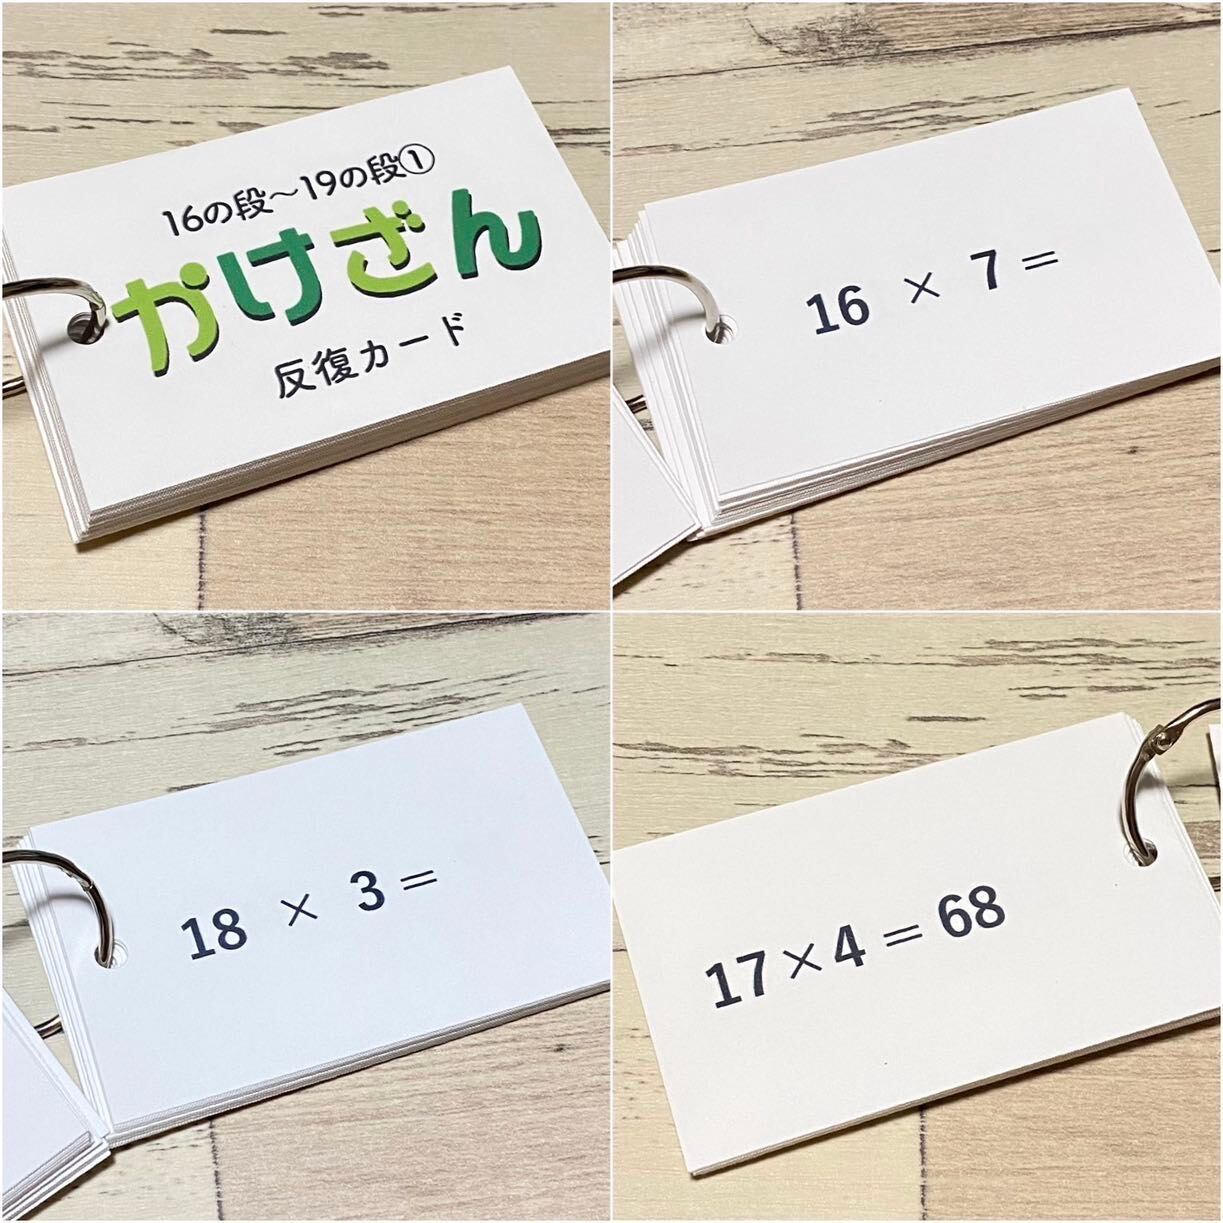 16の段～19の段①
かけざん
反復カード
16 × 7 =
18 × 3 =
17×4=68